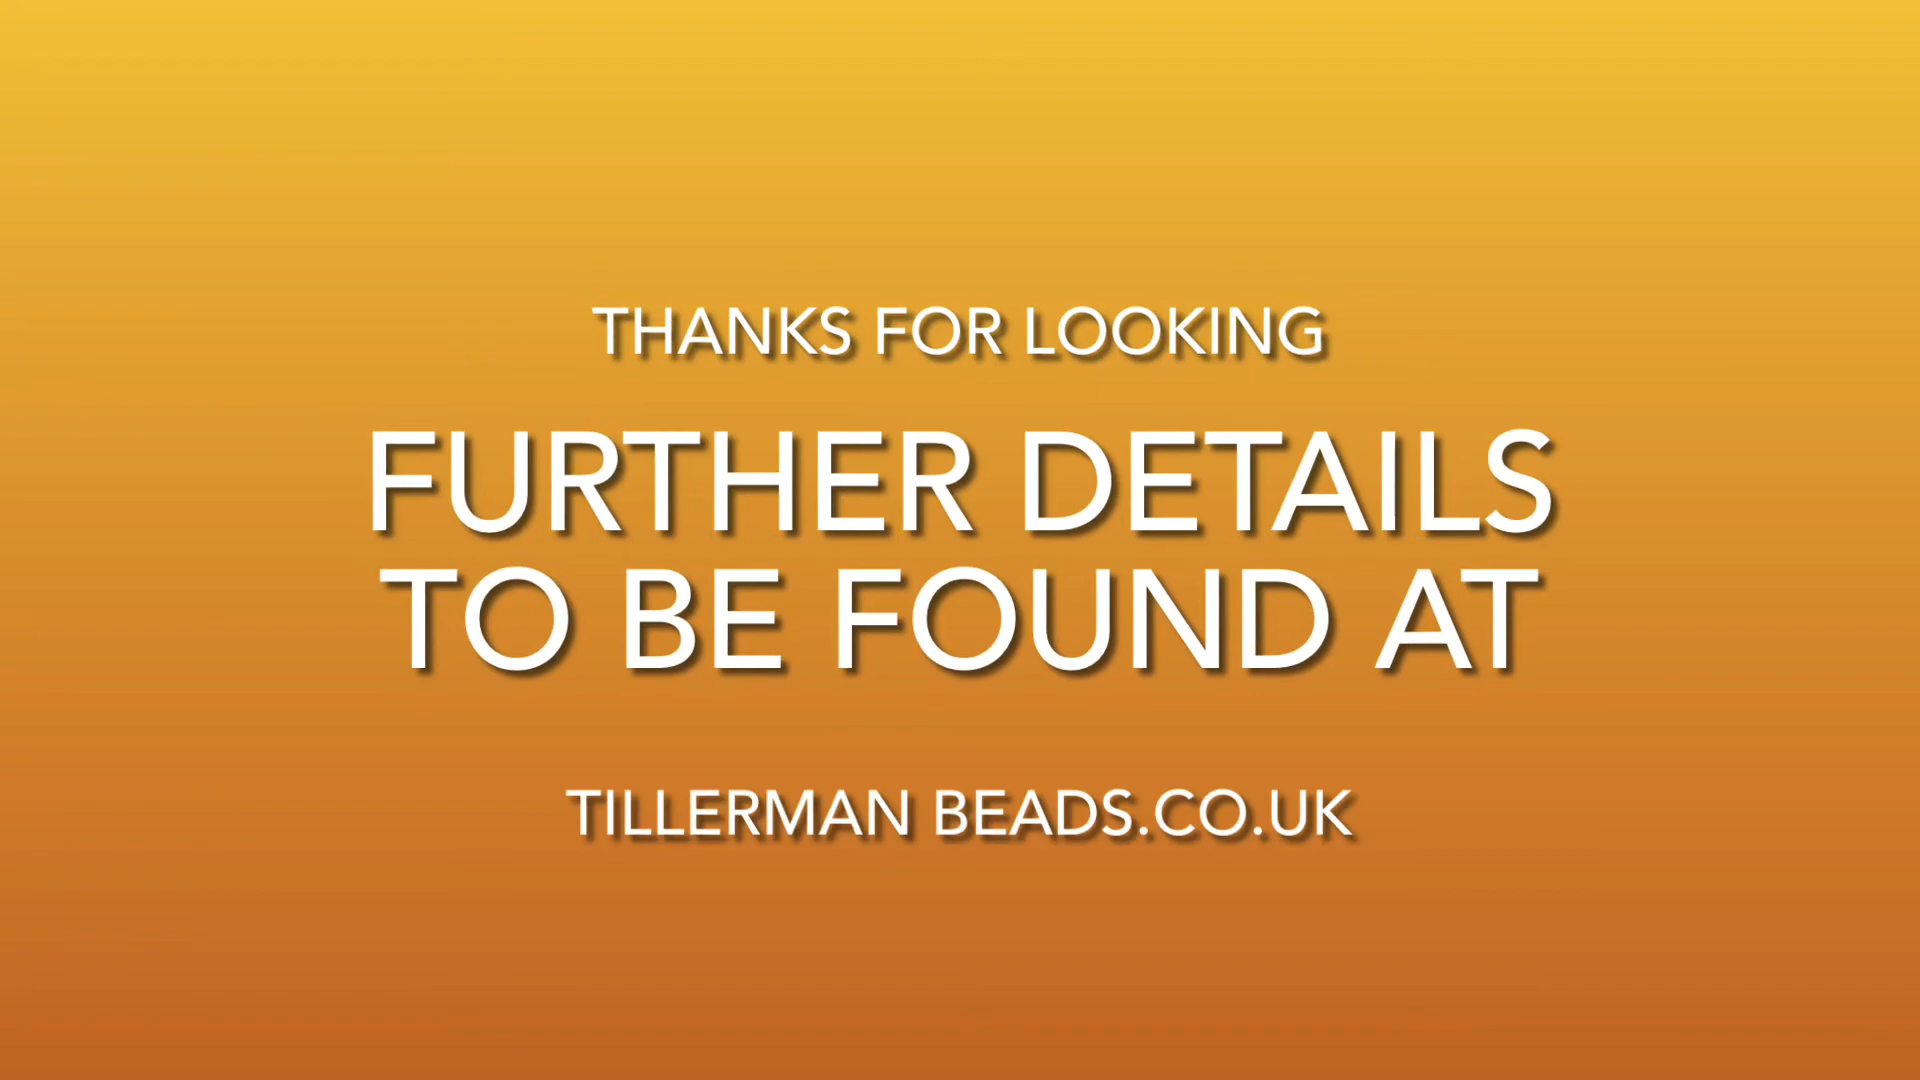 THANKS FOR LOOKING
FURTHER DETAILS
TO BE FOUND AT
TILLERMAN BEADS.CO.UK